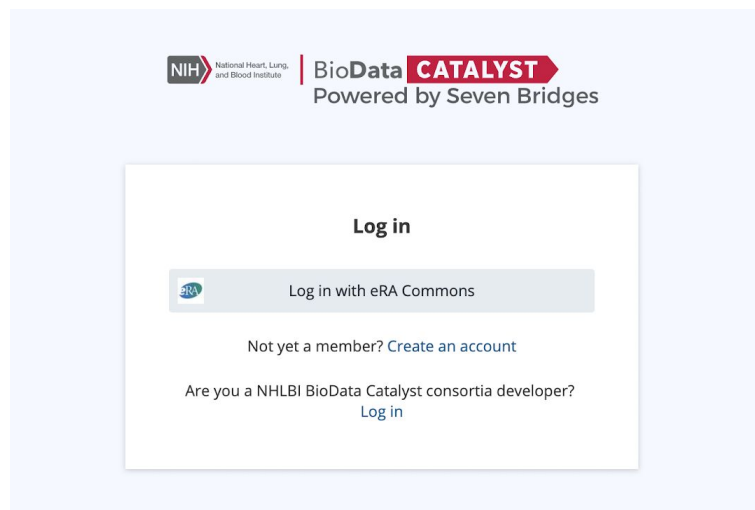 NIH National Heart, Lung, and Blood Institute
BioData CATALYST
Powered by Seven Bridges
Log in
eRA Log in with eRA Commons
Not yet a member? Create an account
Are you a NHLBI BioData Catalyst consortia developer?
Log in